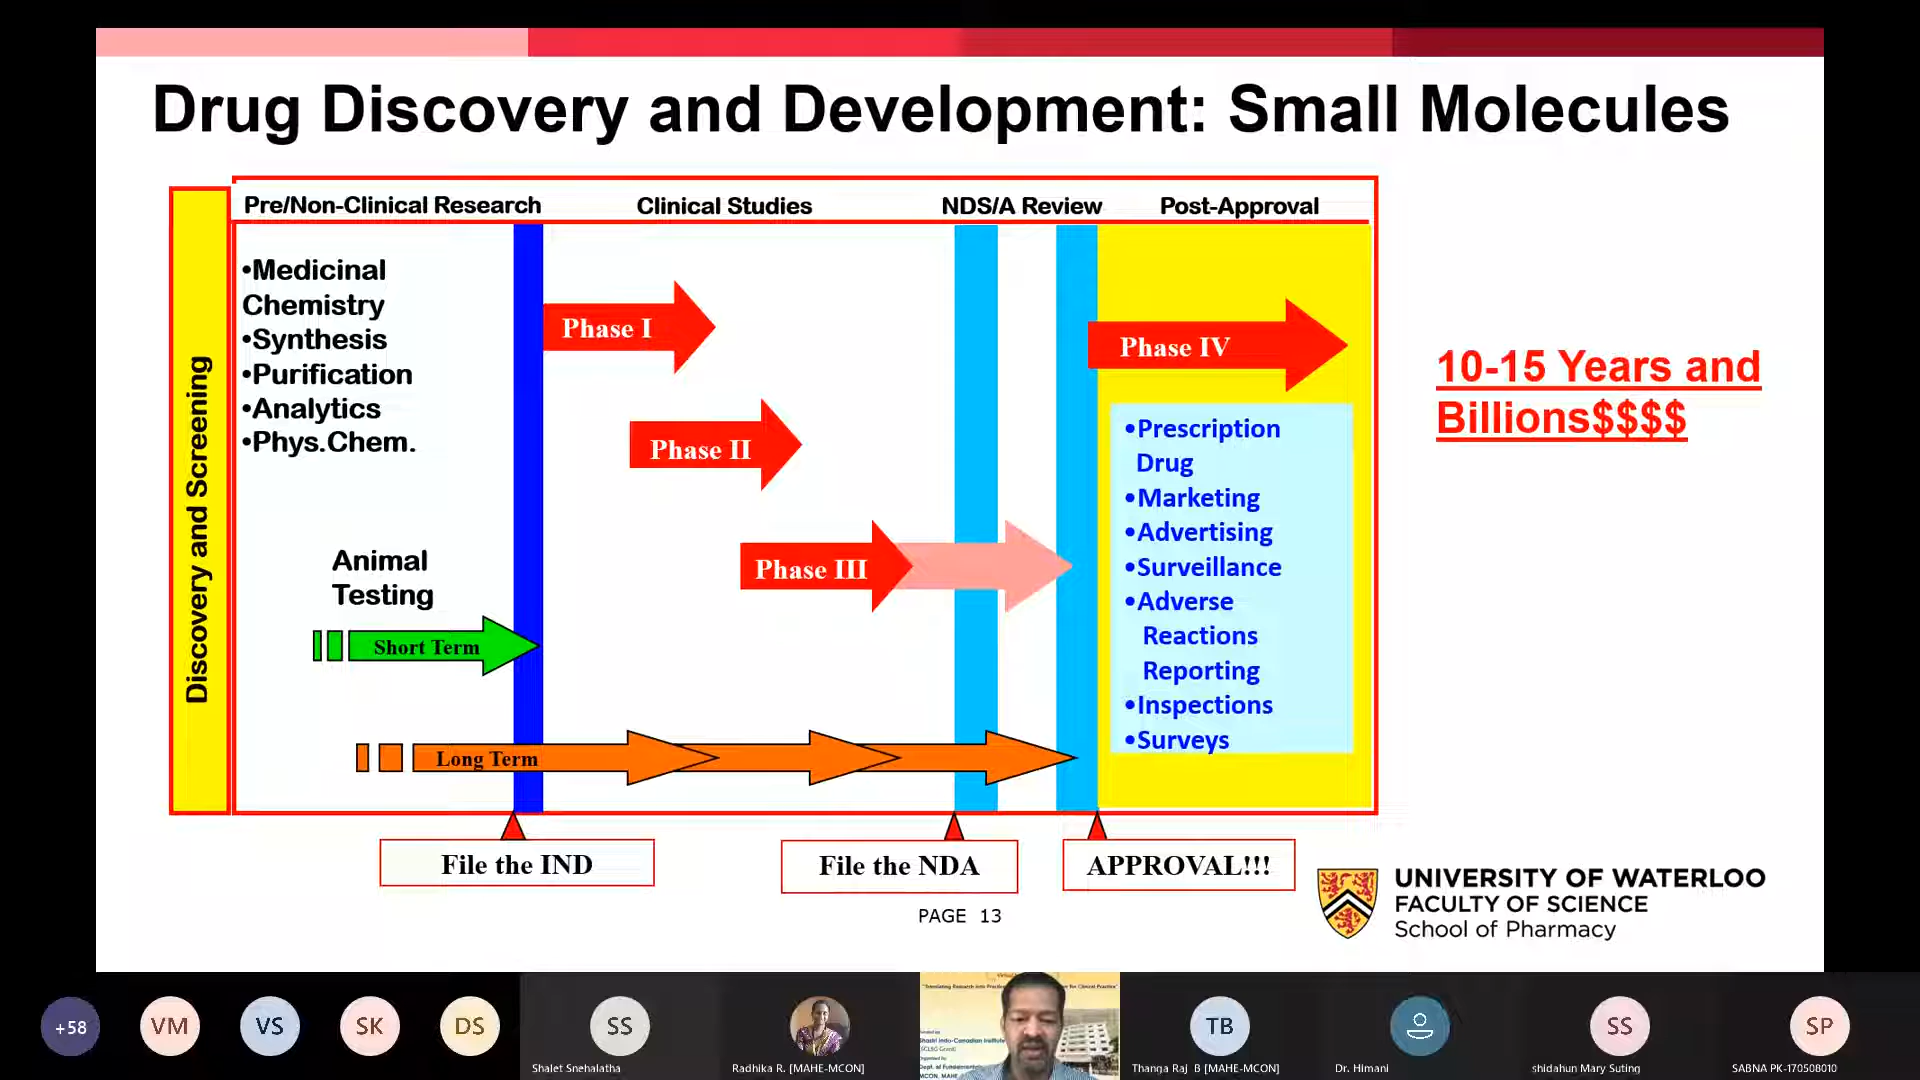 Drug Discovery and Development: Small Molecules
Pre/Non-Clinical Research
Clinical Studies
NDS/A Review
Post-Approval
Discovery and Screening
•Medicinal
Chemistry
•Synthesis
•Purification
•Analytics
•Phys.Chem.
Phase I
Phase II
Phase III
Phase IV
10-15 Years and
Billions$$$$
•Prescription
Drug
•Marketing
•Advertising
•Surveillance
•Adverse
Reactions
Reporting
•Inspections
•Surveys
Animal
Testing
Short Term
Long Term
File the IND
File the NDA
APPROVAL!!!
PAGE 13
UNIVERSITY OF WATERLOO
FACULTY OF SCIENCE
School of Pharmacy
+58
VM
VS
SK
DS
SS
TB
SS
SP
Shalet Snehalatha
Radhika R. [MAHE-MCON]
Thanga Raj B [MAHE-MCON]
Dr. Himani
shidahun Mary Suting
SABNA PK-170508010